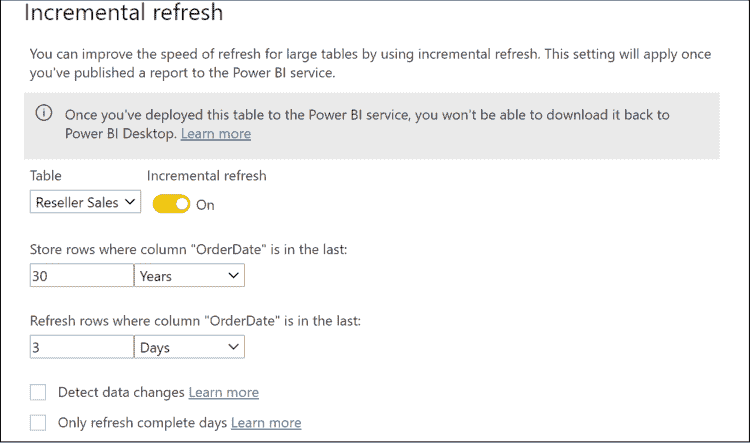 Incremental refresh
You can improve the speed of refresh for large tables by using incremental refresh. This setting will apply once
you've published a report to the Power BI service.
Once you've deployed this table to the Power BI service, you won't be able to download it back to
Power BI Desktop. Learn more
Table Incremental refresh
Reseller Sales On
Store rows where column "OrderDate" is in the last:
30 Years
Refresh rows where column "OrderDate" is in the last:
3 Days
Detect data changes Learn more
Only refresh complete days Learn more